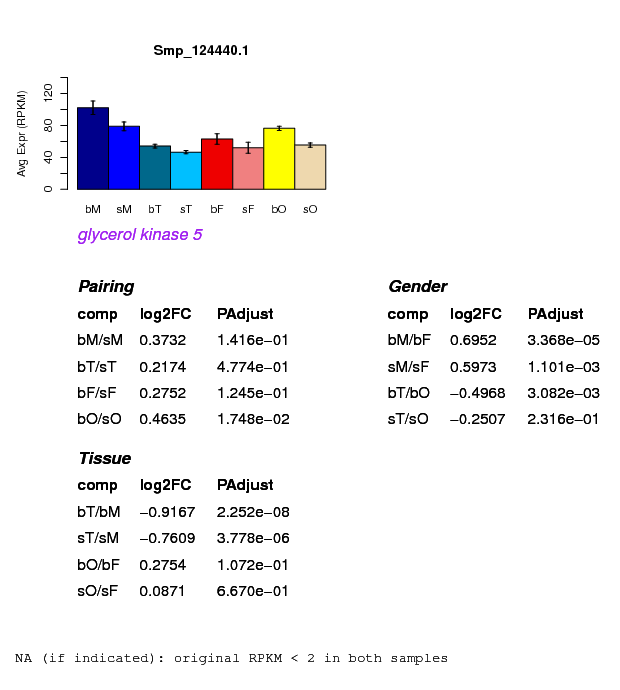 Smp_124440.1
Avg Expr (RPKM)
0 40 80 120
bM sM bT sT bF sF bO sO
glycerol kinase 5
Pairing
comp log2FC PAdjust
bM/sM 0.3732 1.416e−01
bT/sT 0.2174 4.774e−01
bF/sF 0.2752 1.245e−01
bO/sO 0.4635 1.748e−02
Gender
comp log2FC PAdjust
bM/bF 0.6952 3.368e−05
sM/sF 0.5973 1.101e−03
bT/bO −0.4968 3.082e−03
sT/sO −0.2507 2.316e−01
Tissue
comp log2FC PAdjust
bT/bM −0.9167 2.252e−08
sT/sM −0.7609 3.778e−06
bO/bF 0.2754 1.072e−01
sO/sF 0.0871 6.670e−01
NA (if indicated): original RPKM < 2 in both samples